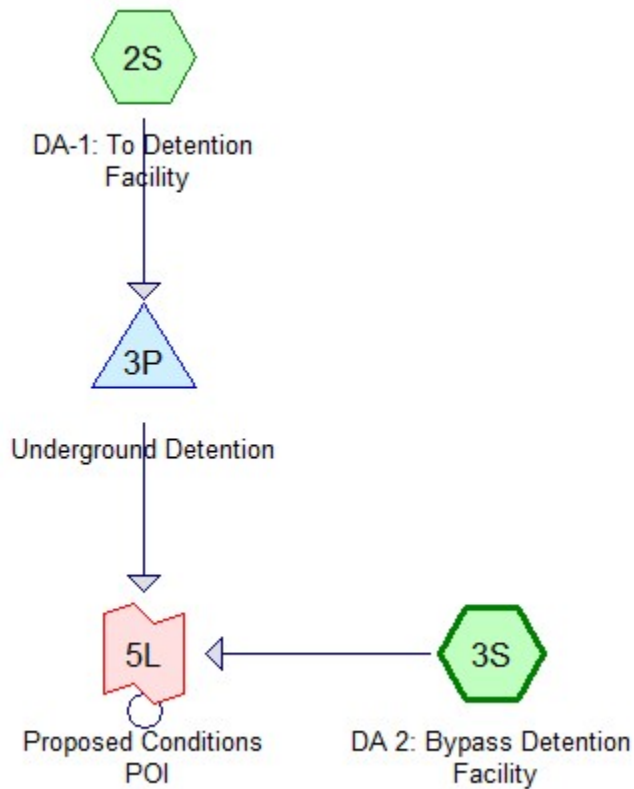 2S
DA-1: To Detention
Facility
3P
Underground Detention
5L
Proposed Conditions
POI
3S
DA 2: Bypass Detention
Facility